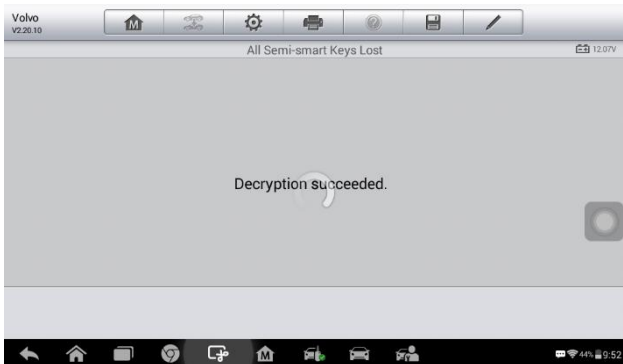 Volvo
V2.20.10
M
All Semi-smart Keys Lost
12.07V
Decryption succeeded.
M
44% 9:52